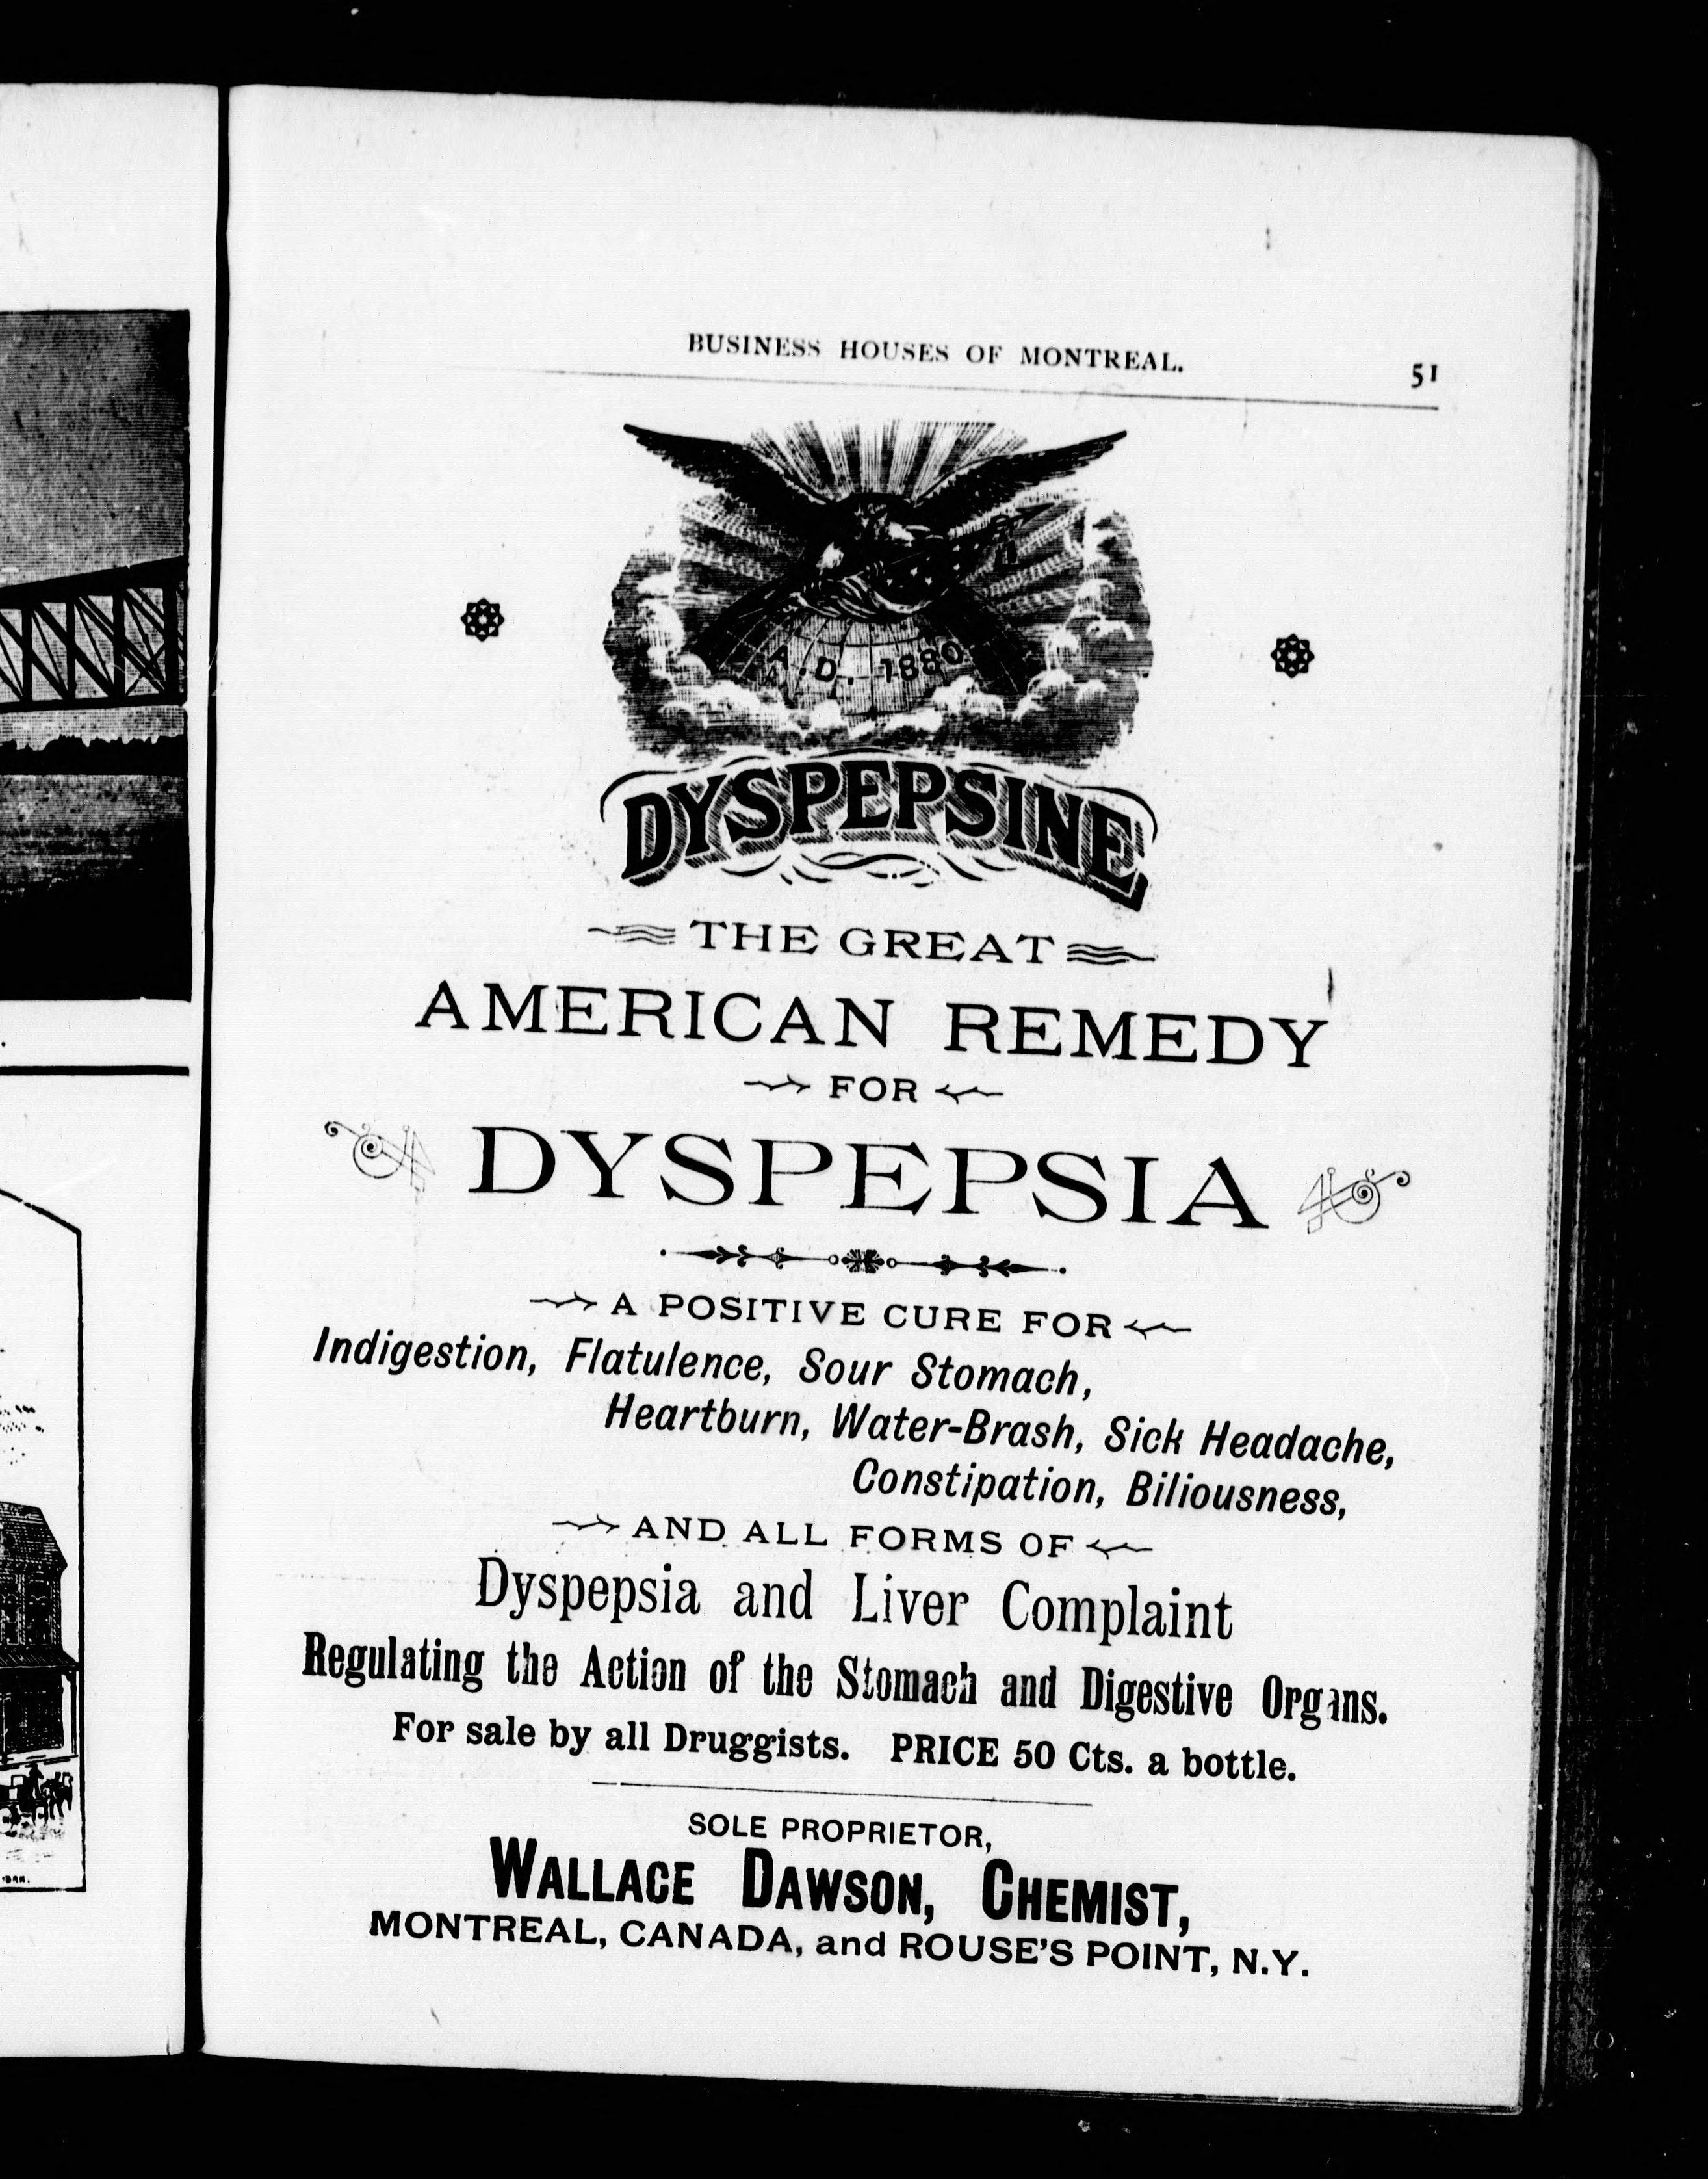 BUSINESS HOUSES OF MONTREAL.
51
A.D. 1880
DYSPEPSINE
THE GREAT
AMERICAN REMEDY
FOR
DYSPEPSIA
A POSITIVE CURE FOR
Indigestion, Flatulence, Sour Stomach,
Heartburn, Water-Brash, Sick Headache,
Constipation, Biliousness,
AND ALL FORMS OF
Dyspepsia and Liver Complaint
Regulating the Action of the Stomach and Digestive Organs.
For sale by all Druggists. PRICE 50 Cts. a bottle.
SOLE PROPRIETOR,
WALLACE DAWSON, CHEMIST,
MONTREAL, CANADA, and ROUSE'S POINT, N.Y.